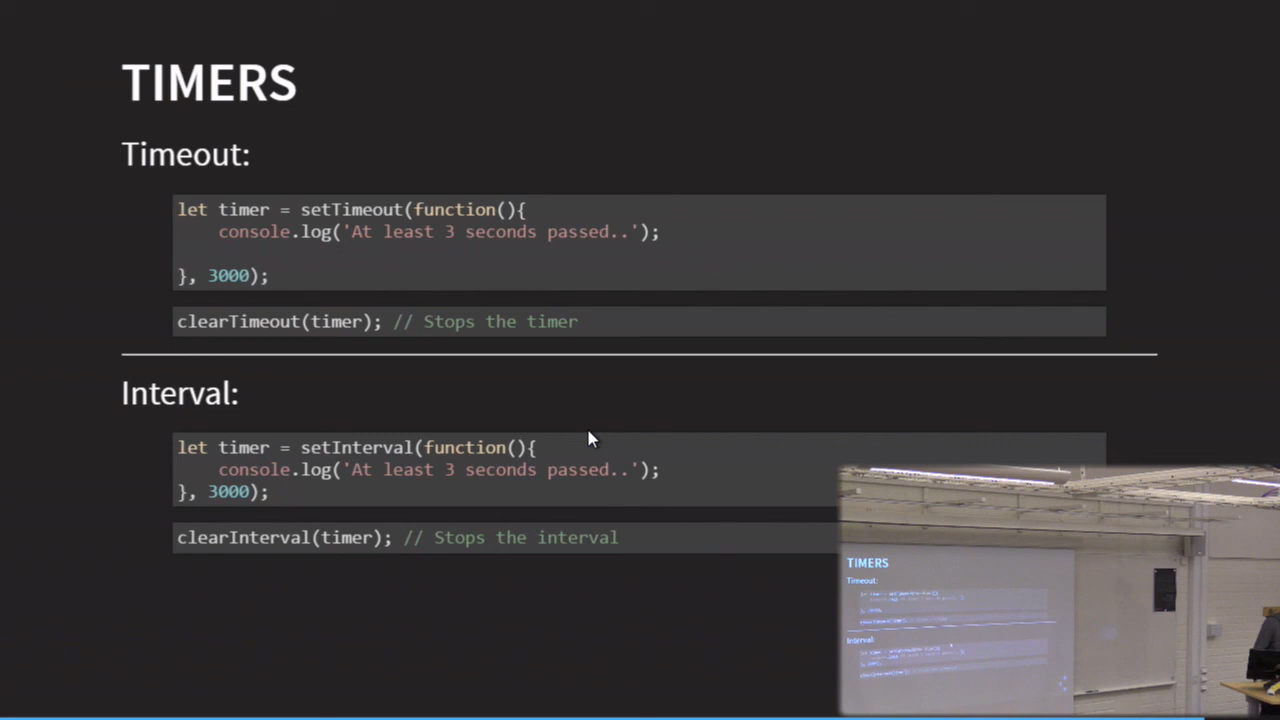 TIMERS
Timeout:
let timer = setTimeout(function(){
console.log('At least 3 seconds passed..');
}, 3000);
clearTimeout(timer); // Stops the timer
Interval:
let timer = setInterval(function(){
console.log('At least 3 seconds passed..');
}, 3000);
clearInterval(timer); // Stops the interval
TIMERS
Timeout:
Interval: